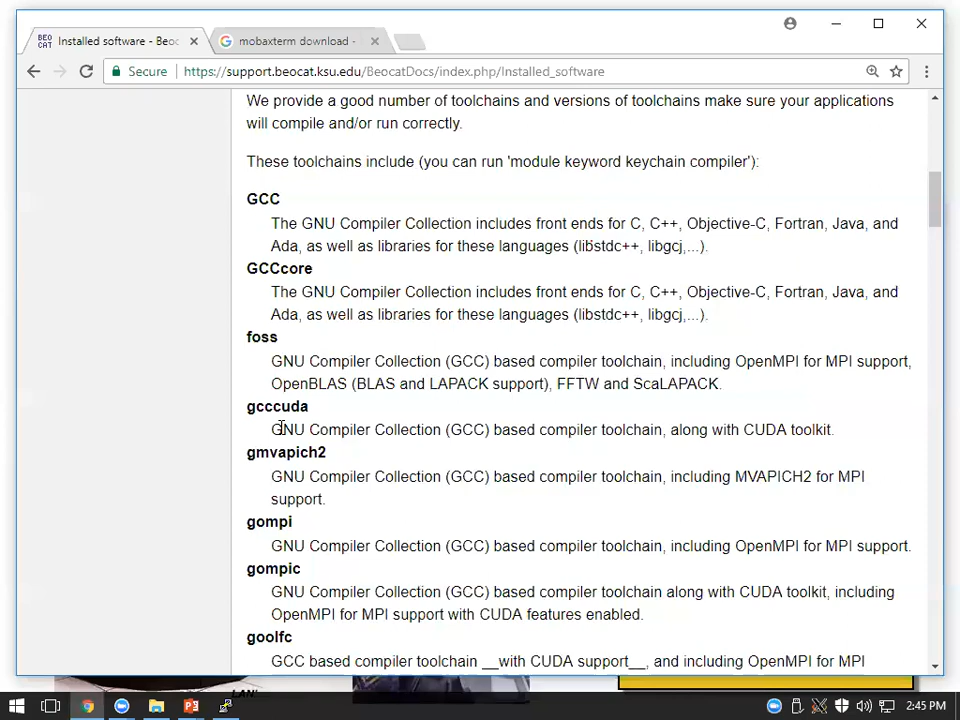 BEO CAT Installed software - Beoc
mobaxterm download -
Secure https://support.beocat.ksu.edu/BeocatDocs/index.php/Installed_software
We provide a good number of toolchains and versions of toolchains make sure your applications
will compile and/or run correctly.
These toolchains include (you can run 'module keyword keychain compiler'):
GCC
The GNU Compiler Collection includes front ends for C, C++, Objective-C, Fortran, Java, and
Ada, as well as libraries for these languages (libstdc++, libgcj,...).
GCCcore
The GNU Compiler Collection includes front ends for C, C++, Objective-C, Fortran, Java, and
Ada, as well as libraries for these languages (libstdc++, libgcj,...).
foss
GNU Compiler Collection (GCC) based compiler toolchain, including OpenMPI for MPI support,
OpenBLAS (BLAS and LAPACK support), FFTW and ScaLAPACK.
gcccuda
GNU Compiler Collection (GCC) based compiler toolchain, along with CUDA toolkit.
gmvapich2
GNU Compiler Collection (GCC) based compiler toolchain, including MVAPICH2 for MPI
support.
gompi
GNU Compiler Collection (GCC) based compiler toolchain, including OpenMPI for MPI support.
gompic
GNU Compiler Collection (GCC) based compiler toolchain along with CUDA toolkit, including
OpenMPI for MPI support with CUDA features enabled.
goolfc
GCC based compiler toolchain __with CUDA support__, and including OpenMPI for MPI
2:45 PM